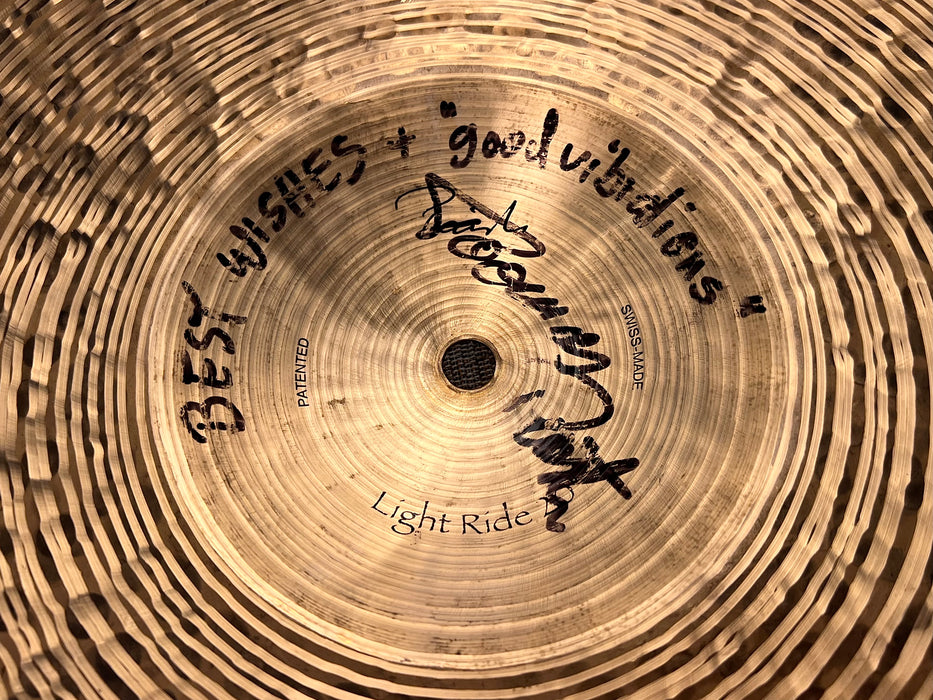 BEST WISHES + "good vibrations"
PATENTED
SWISS-MADE
Light Ride